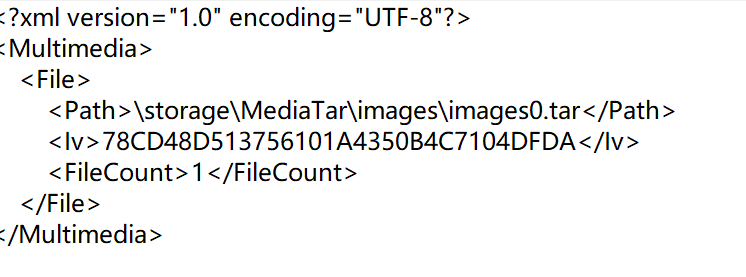 <?xml version="1.0" encoding="UTF-8"?>
<Multimedia>
<File>
<Path>\storage\MediaTar\images\images0.tar</Path>
<Iv>78CD48D513756101A4350B4C7104DFDA</Iv>
<FileCount>1</FileCount>
</File>
</Multimedia>